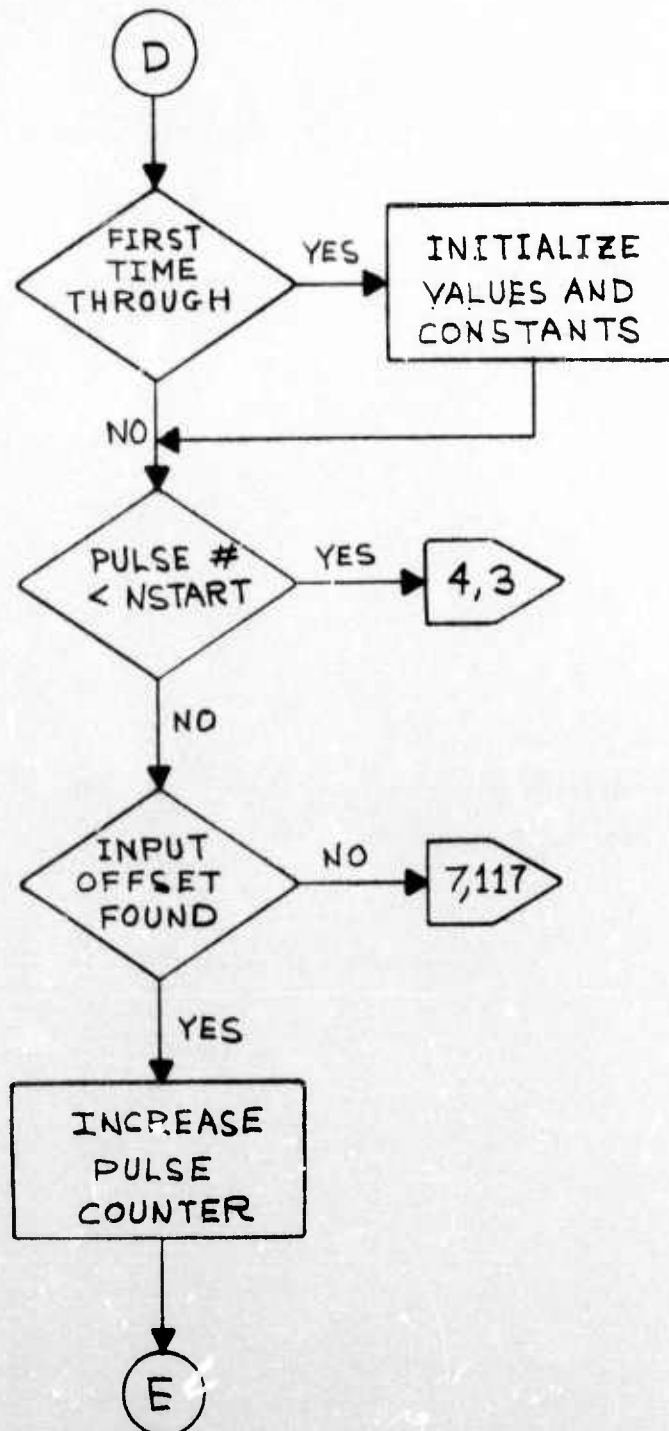 D
FIRST
TIME
THROUGH
YES
INITIALIZE
VALUES AND
CONSTANTS
NO
PULSE #
< NSTART
YES
4,3
NO
INPUT
OFFSET
FOUND
NO
7,117
YES
INCREASE
PULSE
COUNTER
E